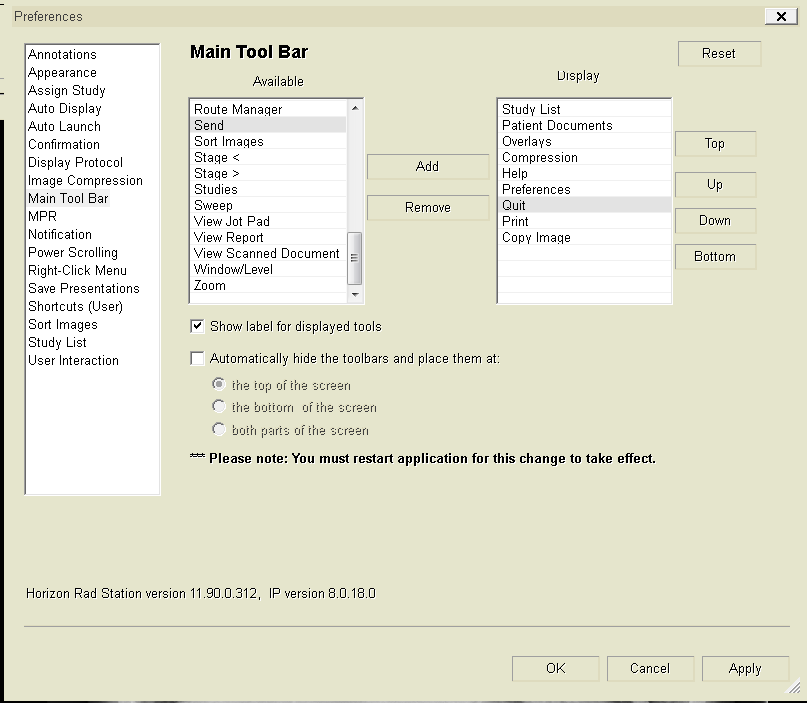 Preferences
Annotations
Appearance
Assign Study
Auto Display
Auto Launch
Confirmation
Display Protocol
Image Compression
Main Tool Bar
MPR
Notification
Power Scrolling
Right-Click Menu
Save Presentations
Shortcuts (User)
Sort Images
Study List
User Interaction
Main Tool Bar
Reset
Available
Route Manager
Send
Sort Images
Stage <
Stage >
Studies
Sweep
View Jot Pad
View Report
View Scanned Document
Window/Level
Zoom
Add
Remove
Display
Study List
Patient Documents
Overlays
Compression
Help
Preferences
Quit
Print
Copy Image
Top
Up
Down
Bottom
Show label for displayed tools
Automatically hide the toolbars and place them at:
the top of the screen
the bottom of the screen
both parts of the screen
*** Please note: You must restart application for this change to take effect.
Horizon Rad Station version 11.90.0.312, IP version 8.0.18.0
OK
Cancel
Apply